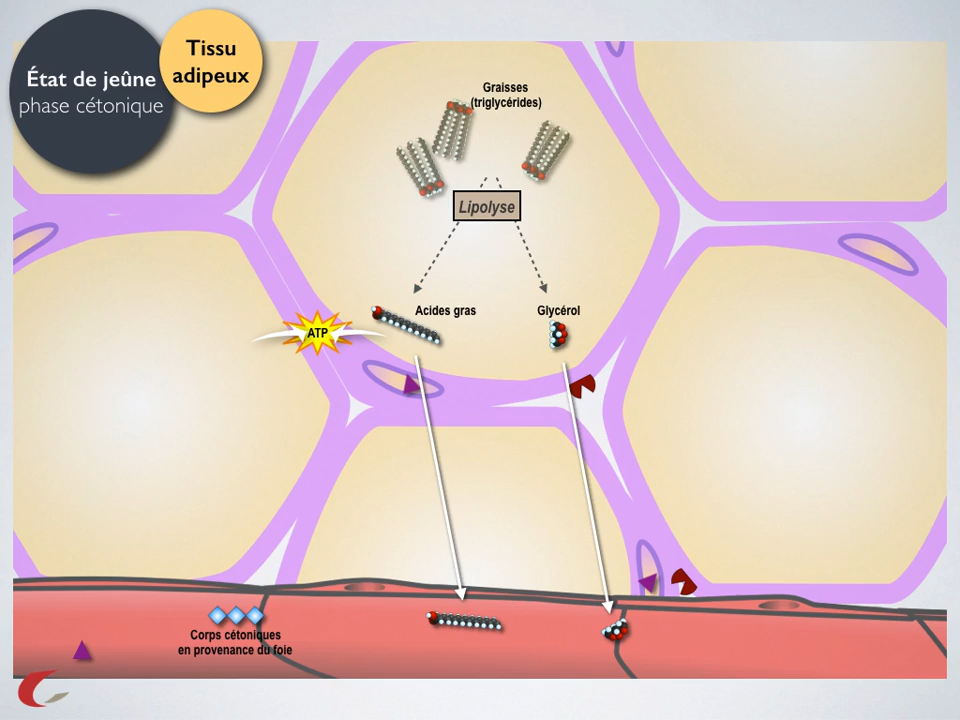 État de jeûne
phase cétonique
Tissu
adipeux
Graisses
(triglycérides)
Lipolyse
Acides gras
Glycérol
ATP
Corps cétoniques
en provenance du foie